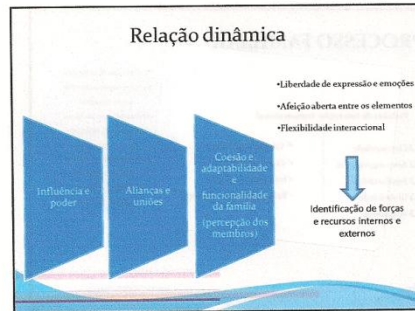 Relação dinâmica
•Liberdade de expressão e emoções
•Afeição aberta entre os elementos
•Flexibilidade interaccional
Influência e
poder
Alianças e
uniões
Coesão e
adaptabilidade
e
funcionalidade
da família
(percepção dos
membros)
Identificação de forças
e recursos internos e
externos